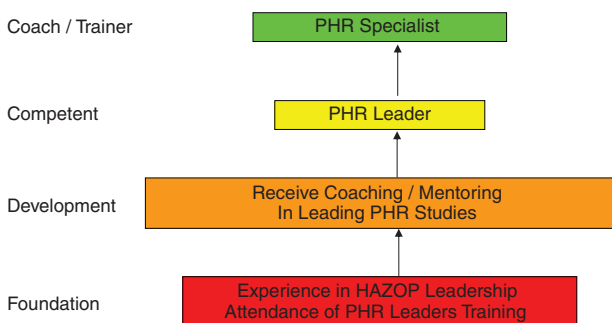 Coach / Trainer
PHR Specialist
Competent
PHR Leader
Development
Receive Coaching / Mentoring
In Leading PHR Studies
Foundation
Experience in HAZOP Leadership
Attendance of PHR Leaders Training